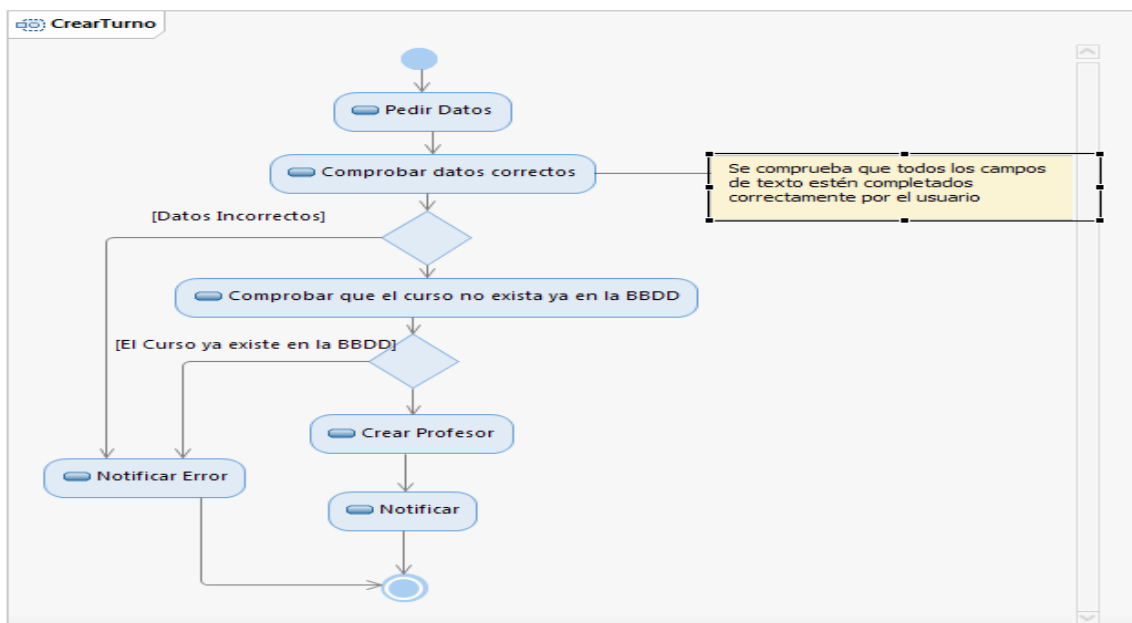 CrearTurno
Pedir Datos
Comprobar datos correctos
Se comprueba que todos los campos
de texto estén completados
correctamente por el usuario
[Datos Incorrectos]
Comprobar que el curso no exista ya en la BBDD
[El Curso ya existe en la BBDD]
Crear Profesor
Notificar Error
Notificar